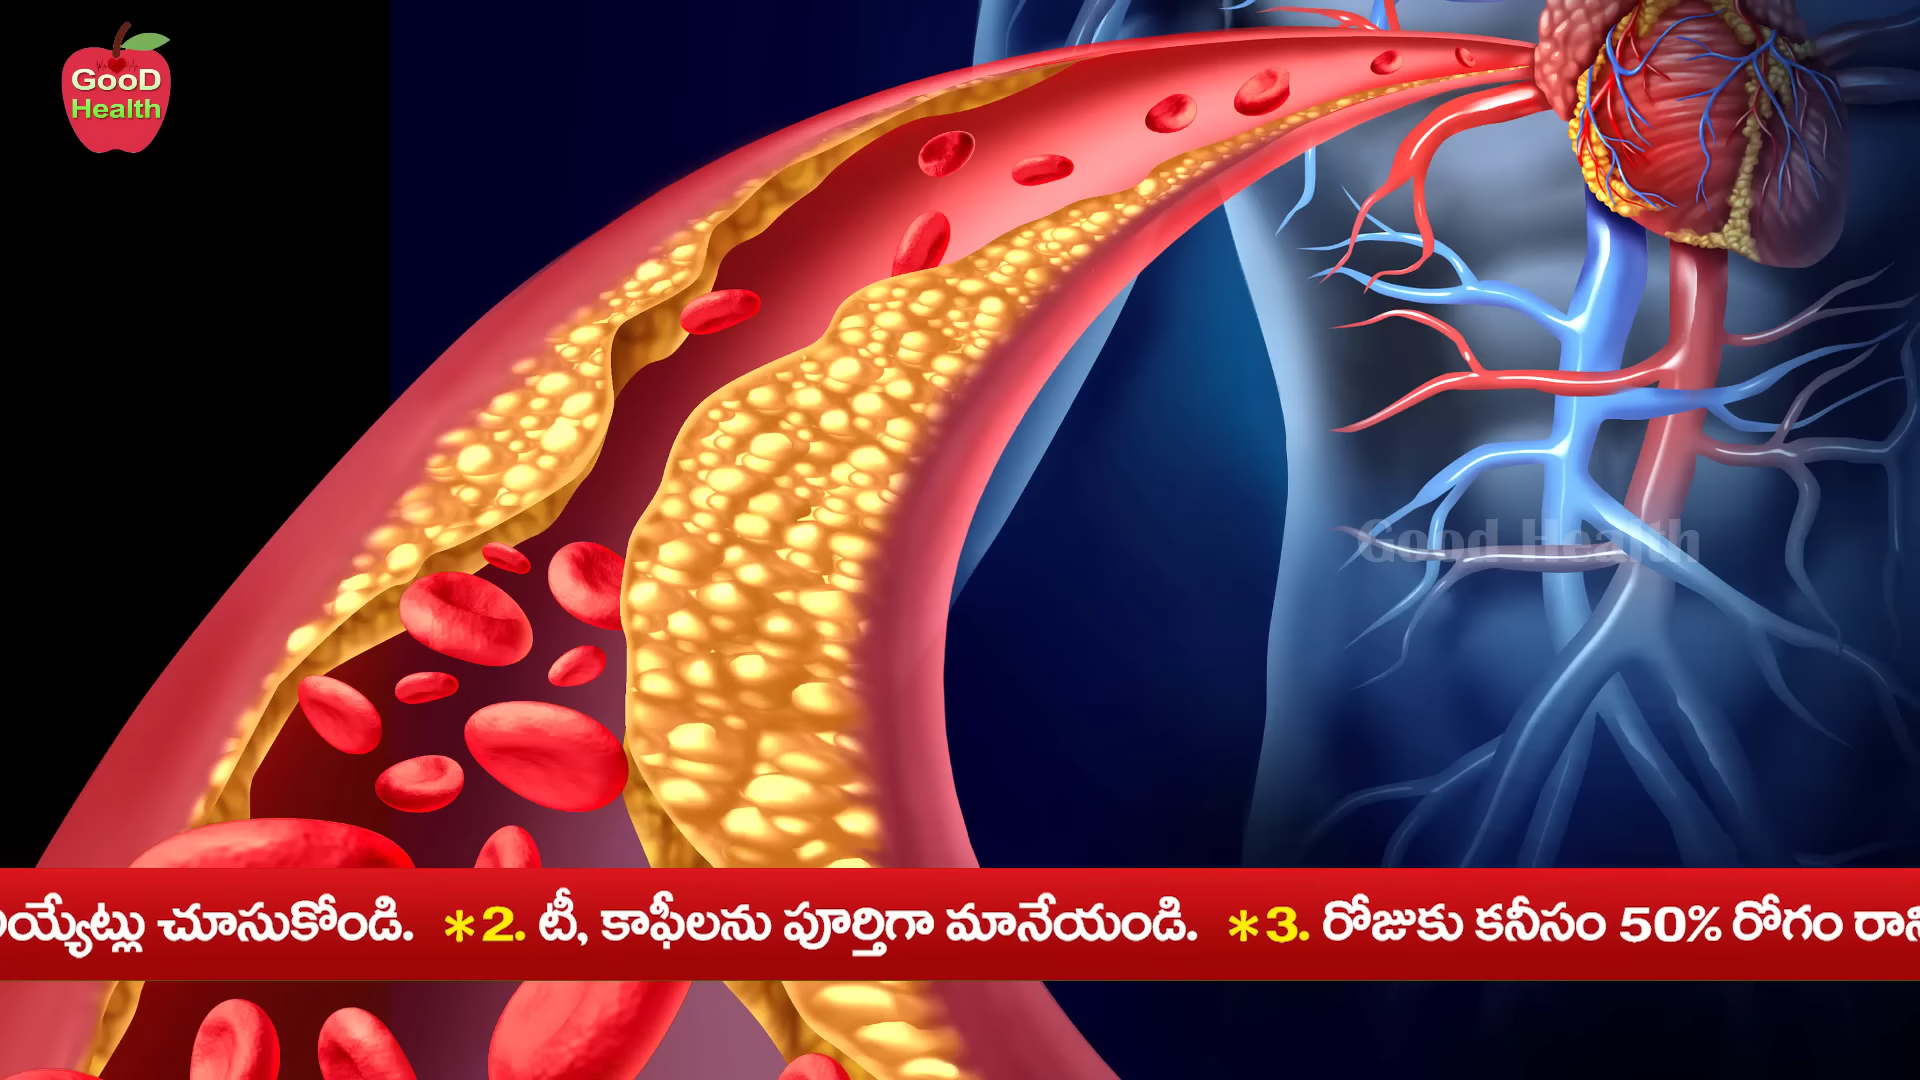 GooD
Health
Good Health
చూసుకోండి. *2. టీ, కాఫీలను పూర్తిగా మానేయండి. *3. రోజుకు కనీసం 50% రోగం